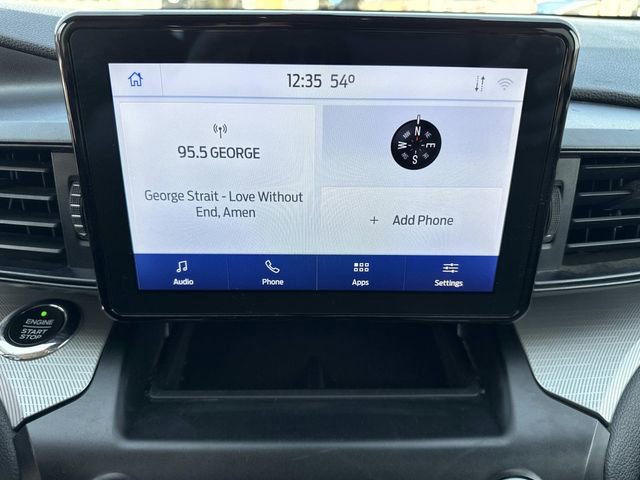 12:35 54°
95.5 GEORGE
George Strait - Love Without
End, Amen
N
W E
S
+ Add Phone
Audio Phone Apps Settings
ENGINE
START
STOP